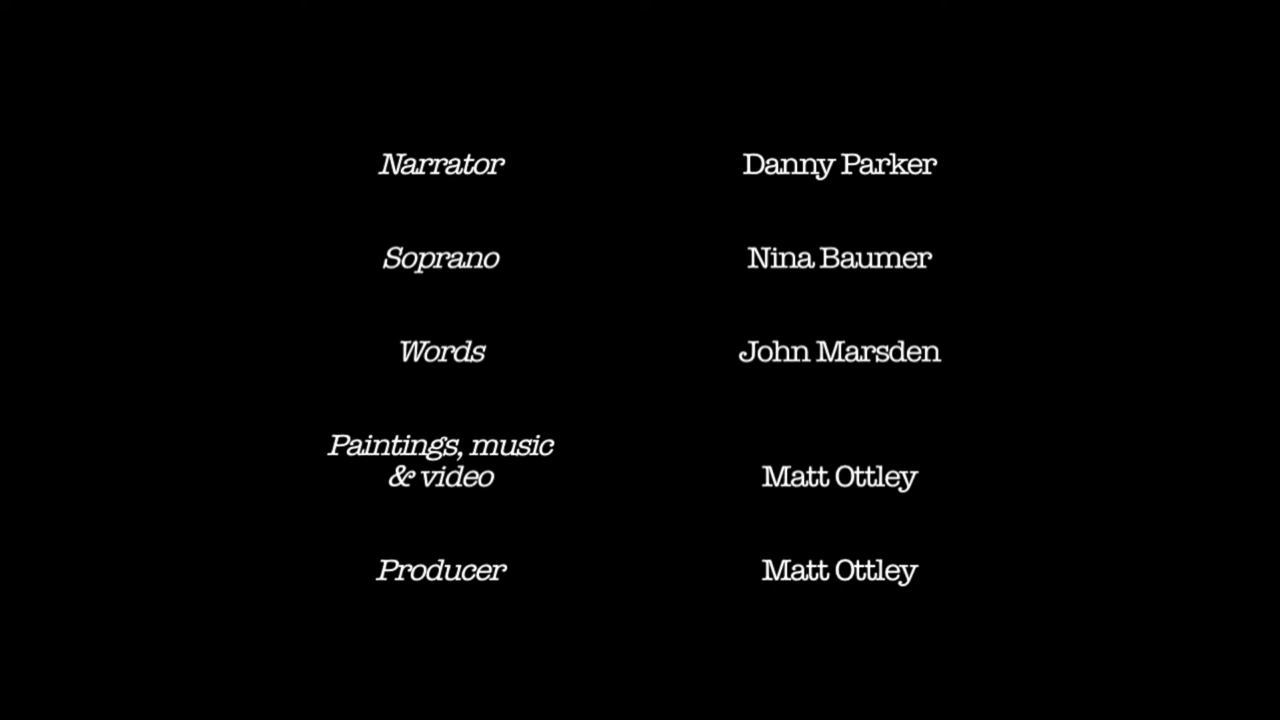 Narrator Danny Parker
Soprano Nina Baumer
Words John Marsden
Paintings, music
& video Matt Ottley
Producer Matt Ottley